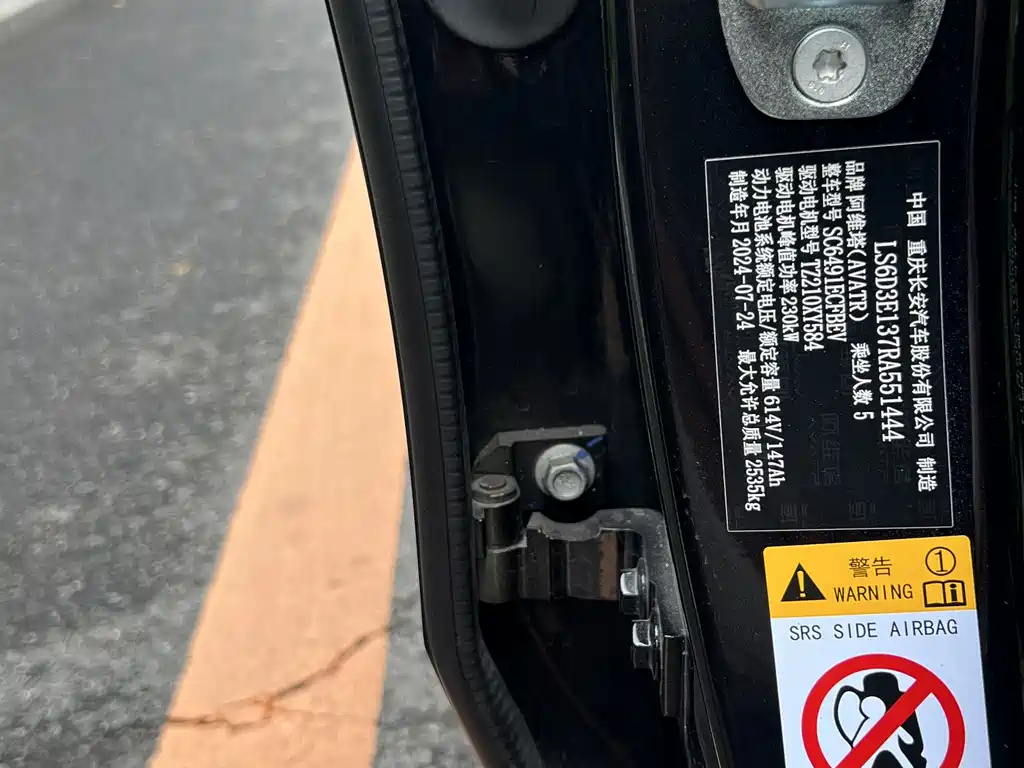 中国 重庆长安汽车股份有限公司 制造
LS6D3E137RA551444
品牌 阿维塔(AVATR) 乘坐人数 5
整车型号 SC6491ECFBEV
驱动电机型号 TZ210XY584
驱动电机峰值功率 230kW
动力电池系统额定电压/额定容量 614V/147Ah
制造年月 2024-07-24 最大允许总质量 2535kg
警告 ①
WARNING
SRS SIDE AIRBAG